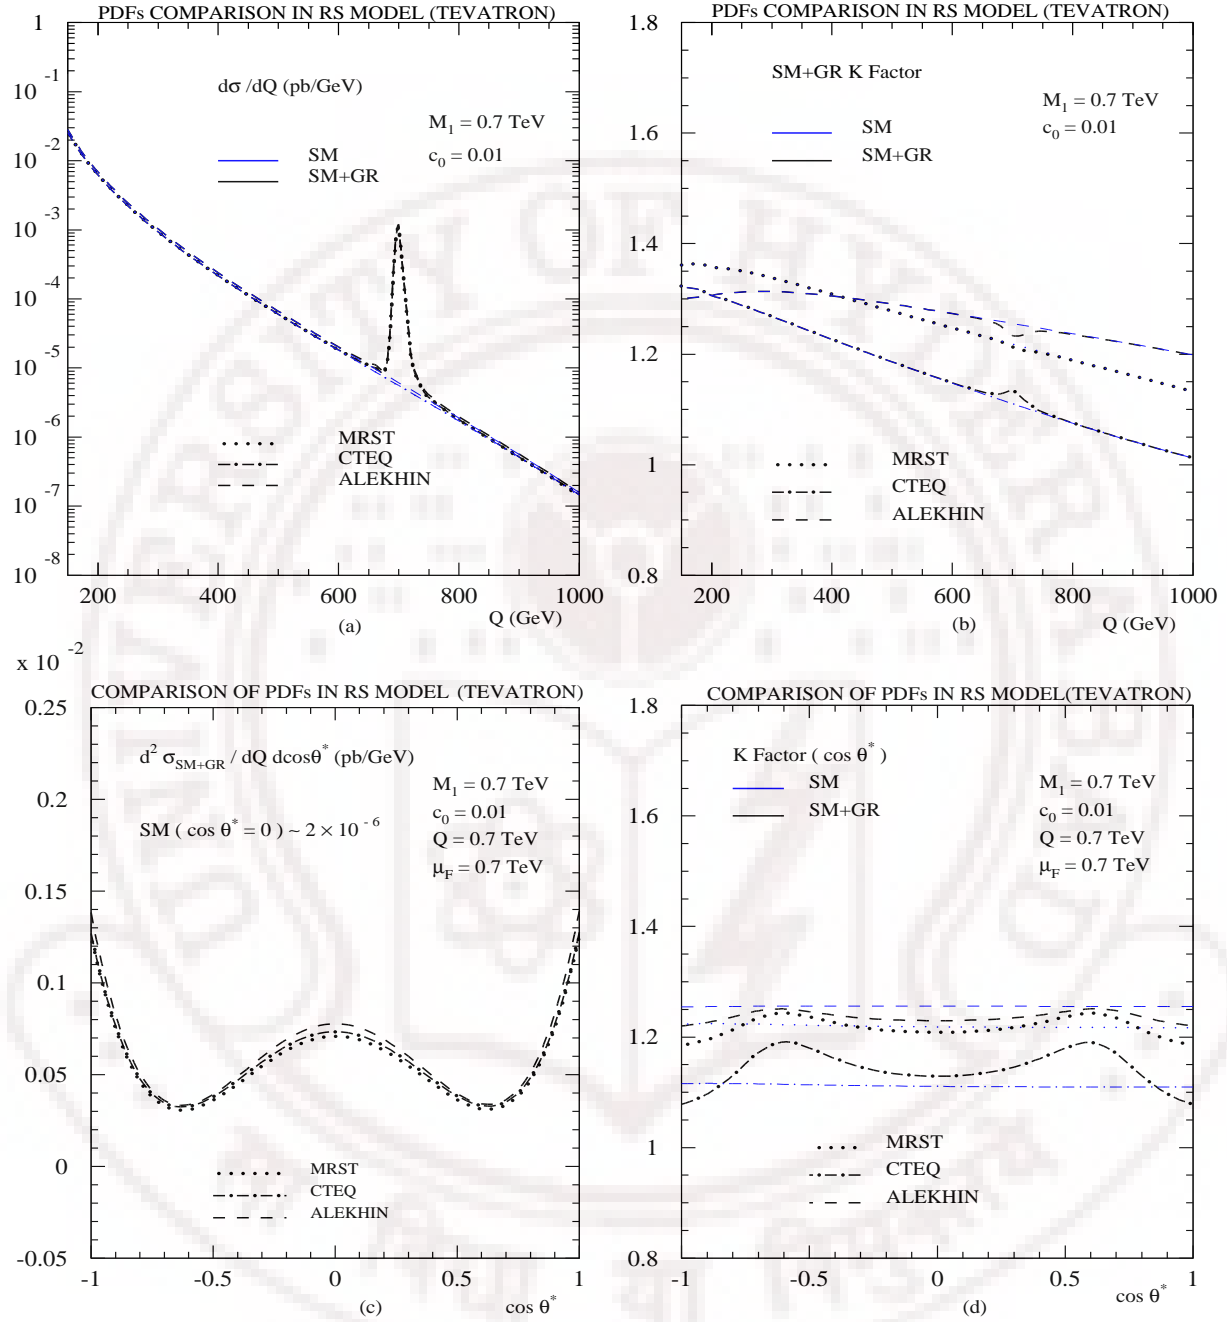 PDFs COMPARISON IN RS MODEL (TEVATRON)
dσ /dQ (pb/GeV)
M₁ = 0.7 TeV
c₀ = 0.01
SM
SM+GR
MRST
CTEQ
ALEKHIN
1
10⁻¹
1
10⁻²
10⁻³
10⁻⁴
10⁻⁵
10⁻⁶
10⁻⁷
10⁻⁸
200 400 600 800 1000
Q (GeV)
(a)
PDFs COMPARISON IN RS MODEL (TEVATRON)
SM+GR K Factor
M₁ = 0.7 TeV
c₀ = 0.01
SM
SM+GR
MRST
CTEQ
ALEKHIN
1.8
1.6
1.4
1.2
1
0.8
200 400 600 800 1000
Q (GeV)
(b)
x 10⁻²
COMPARISON OF PDFs IN RS MODEL (TEVATRON)
d² σ_SM+GR / dQ dcosθ* (pb/GeV)
M₁ = 0.7 TeV
c₀ = 0.01
SM ( cos θ* = 0 ) ~ 2 × 10⁻⁶
Q = 0.7 TeV
μ_F = 0.7 TeV
MRST
CTEQ
ALEKHIN
0.25
0.2
0.15
0.1
0.05
0
-0.05
-1 -0.5 0 0.5 1
cos θ*
(c)
COMPARISON OF PDFs IN RS MODEL(TEVATRON)
K Factor ( cos θ* )
SM
SM+GR
M₁ = 0.7 TeV
c₀ = 0.01
Q = 0.7 TeV
μ_F = 0.7 TeV
MRST
CTEQ
ALEKHIN
1.8
1.6
1.4
1.2
1
0.8
-1 -0.5 0 0.5 1
cos θ*
(d)